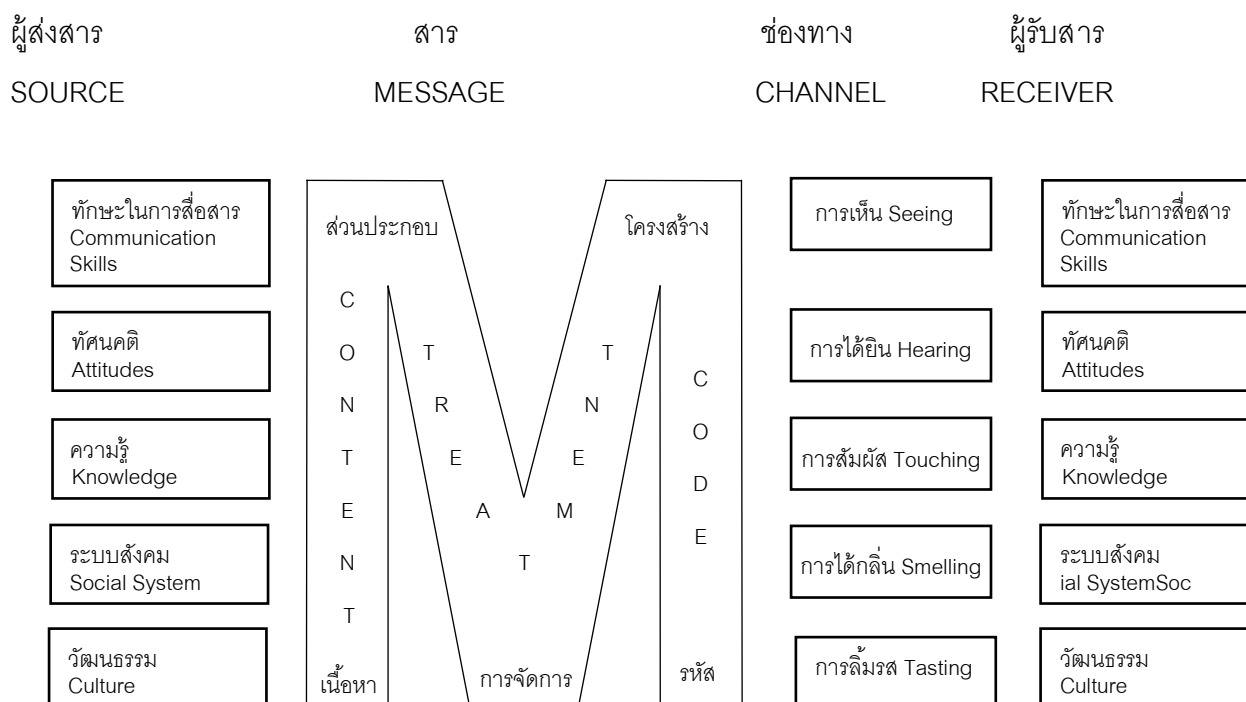 ผู้ส่งสาร สาร ช่องทาง ผู้รับสาร
SOURCE MESSAGE CHANNEL RECEIVER
ทักษะในการสื่อสาร
Communication
Skills
ทัศนคติ
Attitudes
ความรู้
Knowledge
ระบบสังคม
Social System
วัฒนธรรม
Culture
ส่วนประกอบ
โครงสร้าง
CONTENT
TREATMENT
CODE
เนื้อหา
การจัดการ
รหัส
การเห็น Seeing
การได้ยิน Hearing
การสัมผัส Touching
การได้กลิ่น Smelling
การลิ้มรส Tasting
ทักษะในการสื่อสาร
Communication
Skills
ทัศนคติ
Attitudes
ความรู้
Knowledge
ระบบสังคม
ial SystemSoc
วัฒนธรรม
Culture